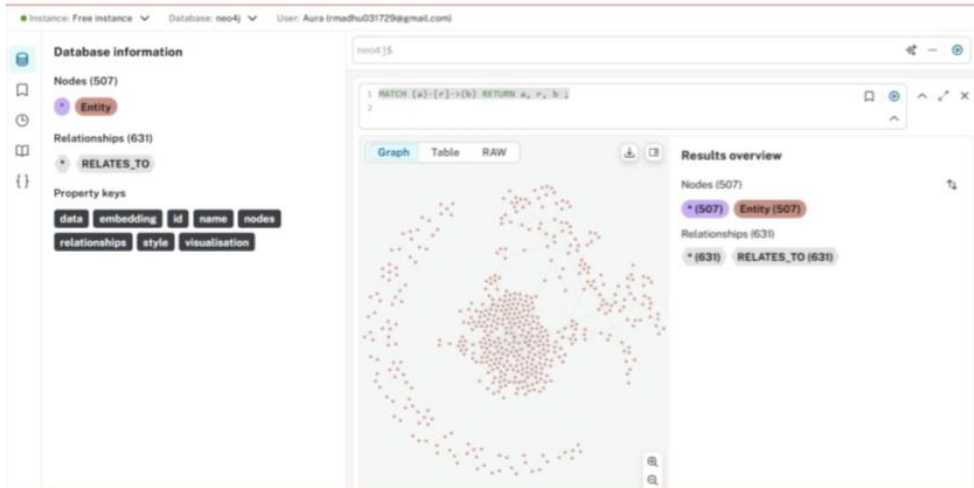 Instance: Free instance Database: neo4j User: Aura (rmadhu031729@gmail.com)
Database information
Nodes (507)
* Entity
Relationships (631)
* RELATES_TO
Property keys
data embedding id name nodes
relationships style visualisation
neo4j$
1 MATCH (a)-[r]->(b) RETURN a, r, b ;
2
Graph Table RAW
Results overview
Nodes (507)
* (507) Entity (507)
Relationships (631)
* (631) RELATES_TO (631)